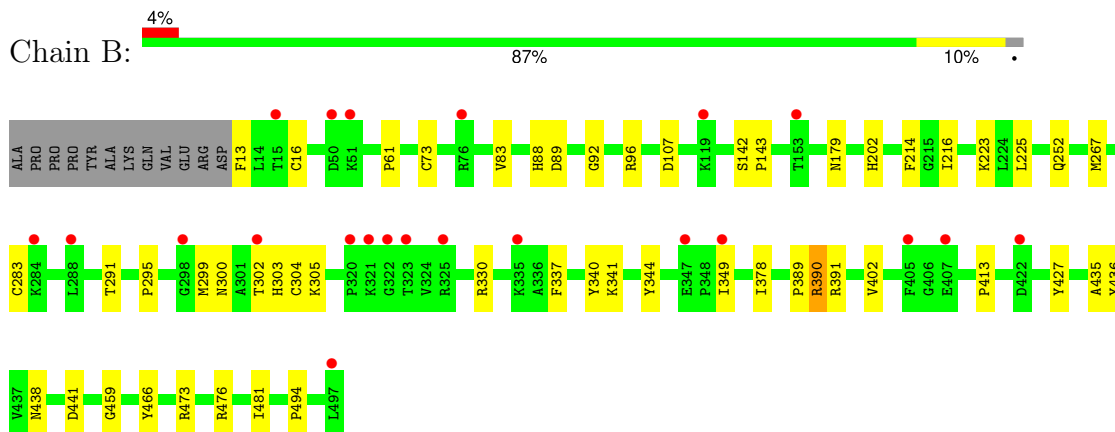 4%
Chain B:
87% 10% •
ALA PRO PRO PRO TYR ALA LYS GLN VAL GLU ARG ASP F13 L14 T15 C16 D50 K51 P61 C73 R76 V83 H88 D89 G92 R96 D107 K119 S142 P143 T153 N179 H202 F214 G215 I216 K223 L224 L225 Q252 M267
C283 K284 L288 T291 P295 G298 M299 N300 A301 T302 H303 C304 K305 P320 K321 G322 T323 V324 R325 R330 K335 A336 F337 Y340 K341 Y344 E347 P348 I349 I378 P389 R390 R391 V402 F405 G406 E407 P413 D422 Y427 A435 Y436
V437 N438 D441 G459 Y466 R473 R476 I481 P494 L497